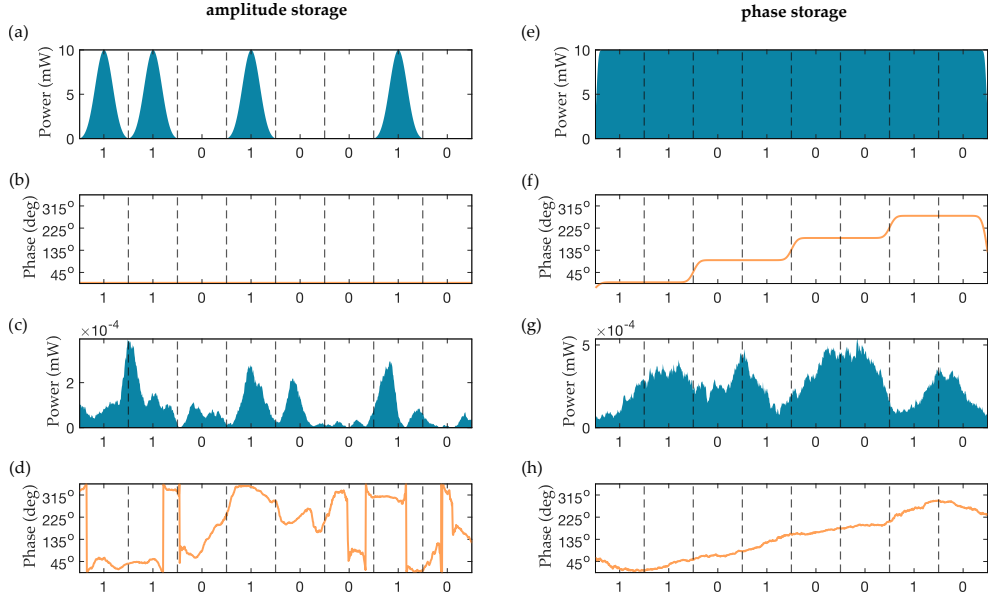 amplitude storage
phase storage
(a)
Power (mW)
10
5
0
1 1 0 1 0 0 1 0
(e)
Power (mW)
10
5
0
1 1 0 1 0 0 1 0
(b)
Phase (deg)
315°
225°
135°
45°
1 1 0 1 0 0 1 0
(f)
Phase (deg)
315°
225°
135°
45°
1 1 0 1 0 0 1 0
(c)
×10⁻⁴
Power (mW)
2
0
1 1 0 1 0 0 1 0
(g)
×10⁻⁴
Power (mW)
5
0
1 1 0 1 0 0 1 0
(d)
Phase (deg)
315°
225°
135°
45°
1 1 0 1 0 0 1 0
(h)
Phase (deg)
315°
225°
135°
45°
1 1 0 1 0 0 1 0